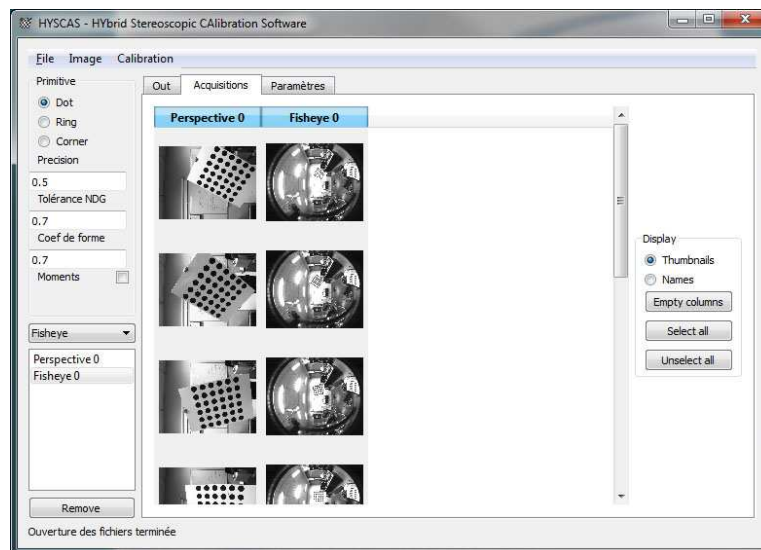 HYSCAS - HYbrid Stereoscopic CAlibration Software
File Image Calibration
Primitive
Dot
Ring
Corner
Precision
0.5
Tolérance NDG
0.7
Coef de forme
0.7
Moments
Fisheye
Perspective 0
Fisheye 0
Remove
Ouverture des fichiers terminée
Out Acquisitions Paramètres
Perspective 0 Fisheye 0
Display
Thumbnails
Names
Empty columns
Select all
Unselect all